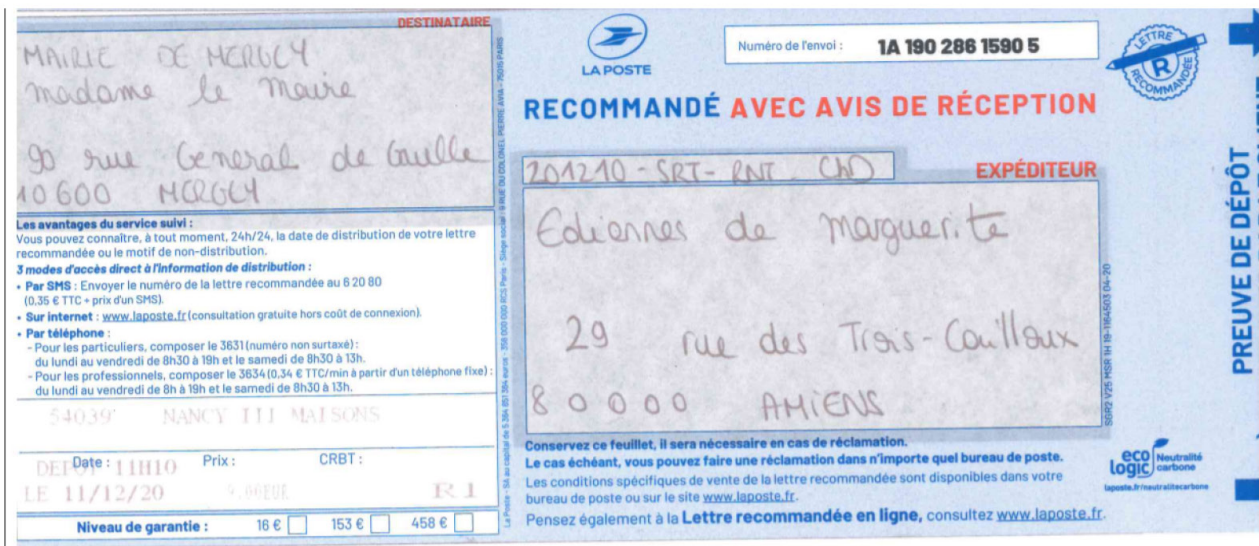 DESTINATAIRE
MAIRIE DE MERGEY
madame le Maire
90 rue General de Gaulle
10600 MERGEY
Les avantages du service suivi :
Vous pouvez connaître, à tout moment, 24h/24, la date de distribution de votre lettre
recommandée ou le motif de non-distribution.
3 modes d'accès direct à l'information de distribution :
• Par SMS : Envoyer le numéro de la lettre recommandée au 6 20 80
(0,35 € TTC + prix d'un SMS).
• Sur internet : www.laposte.fr (consultation gratuite hors coût de connexion).
• Par téléphone :
- Pour les particuliers, composer le 3631 (numéro non surtaxé) :
du lundi au vendredi de 8h30 à 19h et le samedi de 8h30 à 13h.
- Pour les professionnels, composer le 3634 (0,34 € TTC/min à partir d'un téléphone fixe) :
du lundi au vendredi de 8h à 19h et le samedi de 8h30 à 13h.
54039 NANCY III MAISONS
Date : Prix : CRBT :
DEPOT 11H10
LE 11/12/20 9.66EUR R1
Niveau de garantie : 16 € 153 € 458 €
LA POSTE
Numéro de l'envoi : 1A 190 286 1590 5
LETTRE RECOMMANDÉE
R
RECOMMANDÉ AVEC AVIS DE RÉCEPTION
201210-SRT-RNT-
EXPÉDITEUR
Eoliennes de marguerite
29 rue des Trois-Cailloux
80000 AMIENS
Conservez ce feuillet, il sera nécessaire en cas de réclamation.
Le cas échéant, vous pouvez faire une réclamation dans n'importe quel bureau de poste.
Les conditions spécifiques de vente de la lettre recommandée sont disponibles dans votre
bureau de poste ou sur le site www.laposte.fr.
Pensez également à la Lettre recommandée en ligne, consultez www.laposte.fr.
eco logic Neutralité carbone
laposte.fr/neutralitecarbone
SGR2 V25 MSR 1H 19-1164503 04-20
PREUVE DE DÉPÔT